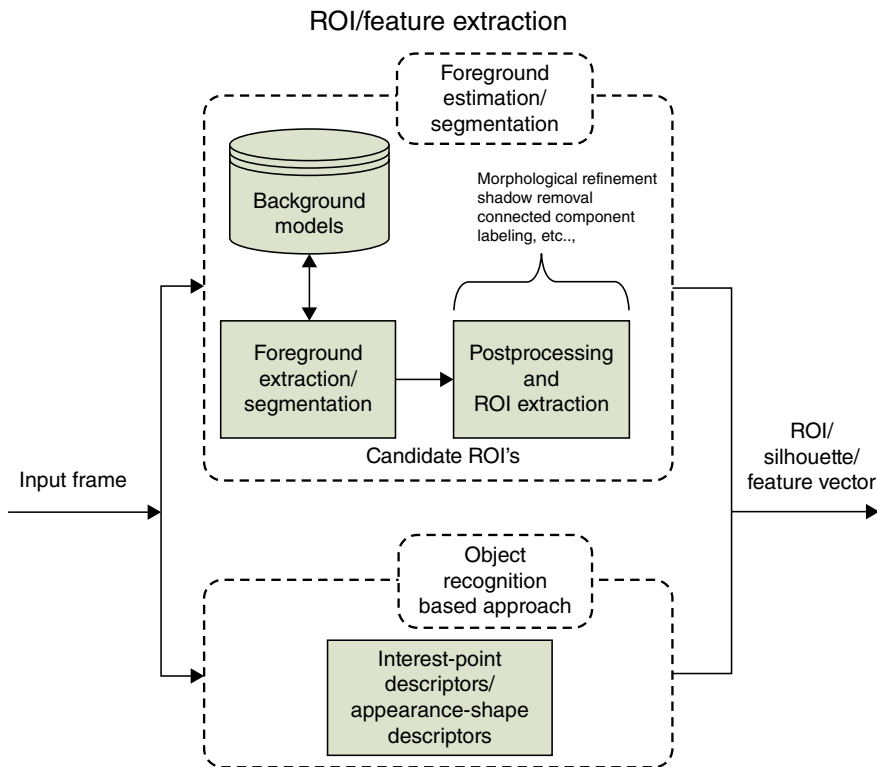 ROI/feature extraction
Foreground
estimation/
segmentation
Background
models
Morphological refinement
shadow removal
connected component
labeling, etc..,
Foreground
extraction/
segmentation
Postprocessing
and
ROI extraction
Candidate ROI's
Input frame
ROI/
silhouette/
feature vector
Object
recognition
based approach
Interest-point
descriptors/
appearance-shape
descriptors